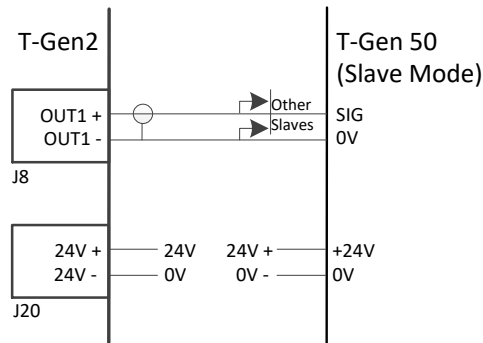 T-Gen2
T-Gen 50
(Slave Mode)
OUT1 +
OUT1 -
J8
Other
Slaves
SIG
0V
24V +
24V -
J20
24V
0V
24V +
0V -
+24V
0V